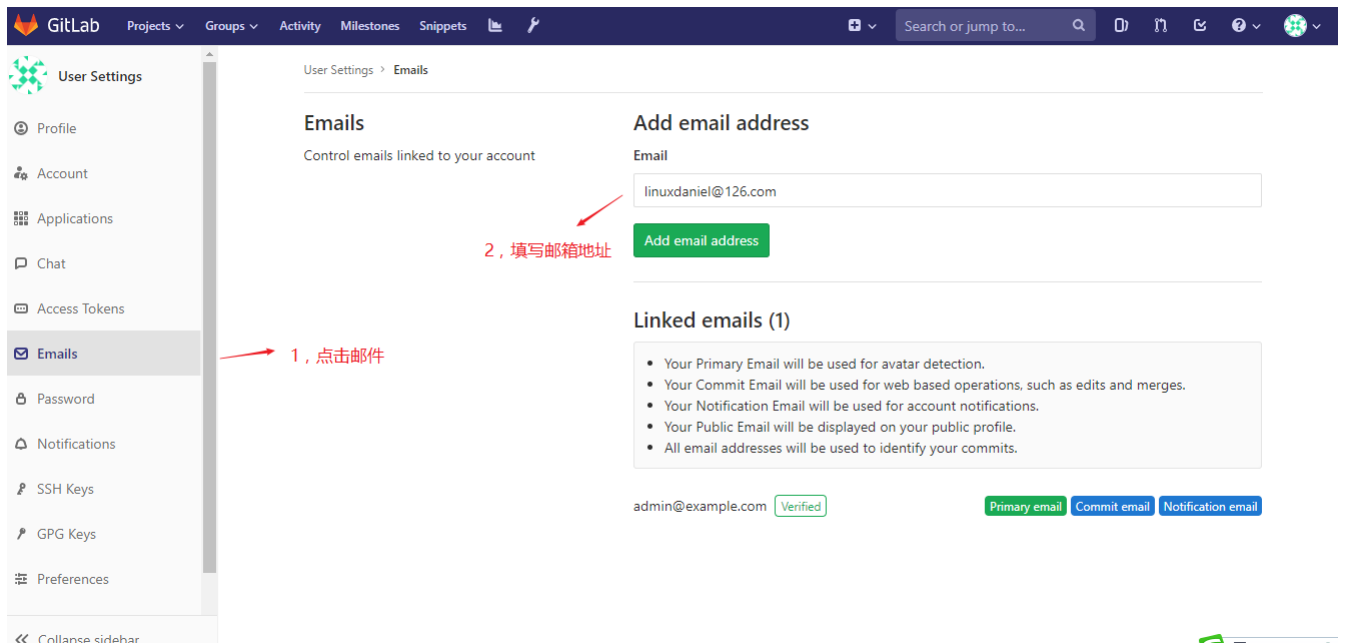 GitLab Projects Groups Activity Milestones Snippets Search or jump to...
User Settings
Profile
Account
Applications
Chat
Access Tokens
Emails
Password
Notifications
SSH Keys
GPG Keys
Preferences
Collapse sidebar
User Settings > Emails
Emails
Control emails linked to your account
1，点击邮件
2，填写邮箱地址
Add email address
Email
linuxdaniel@126.com
Add email address
Linked emails (1)
• Your Primary Email will be used for avatar detection.
• Your Commit Email will be used for web based operations, such as edits and merges.
• Your Notification Email will be used for account notifications.
• Your Public Email will be displayed on your public profile.
• All email addresses will be used to identify your commits.
admin@example.com Verified Primary email Commit email Notification email